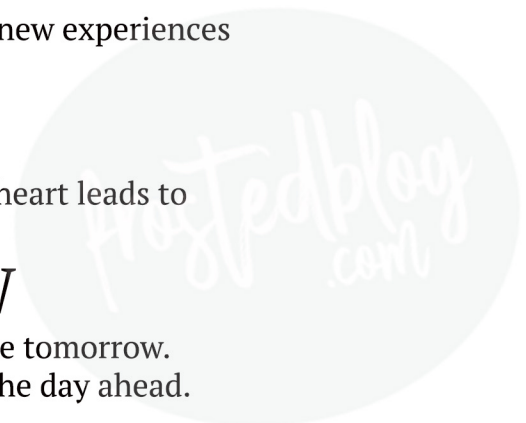 new experiences
heart leads to
frostedblog
.com
e tomorrow.
he day ahead.